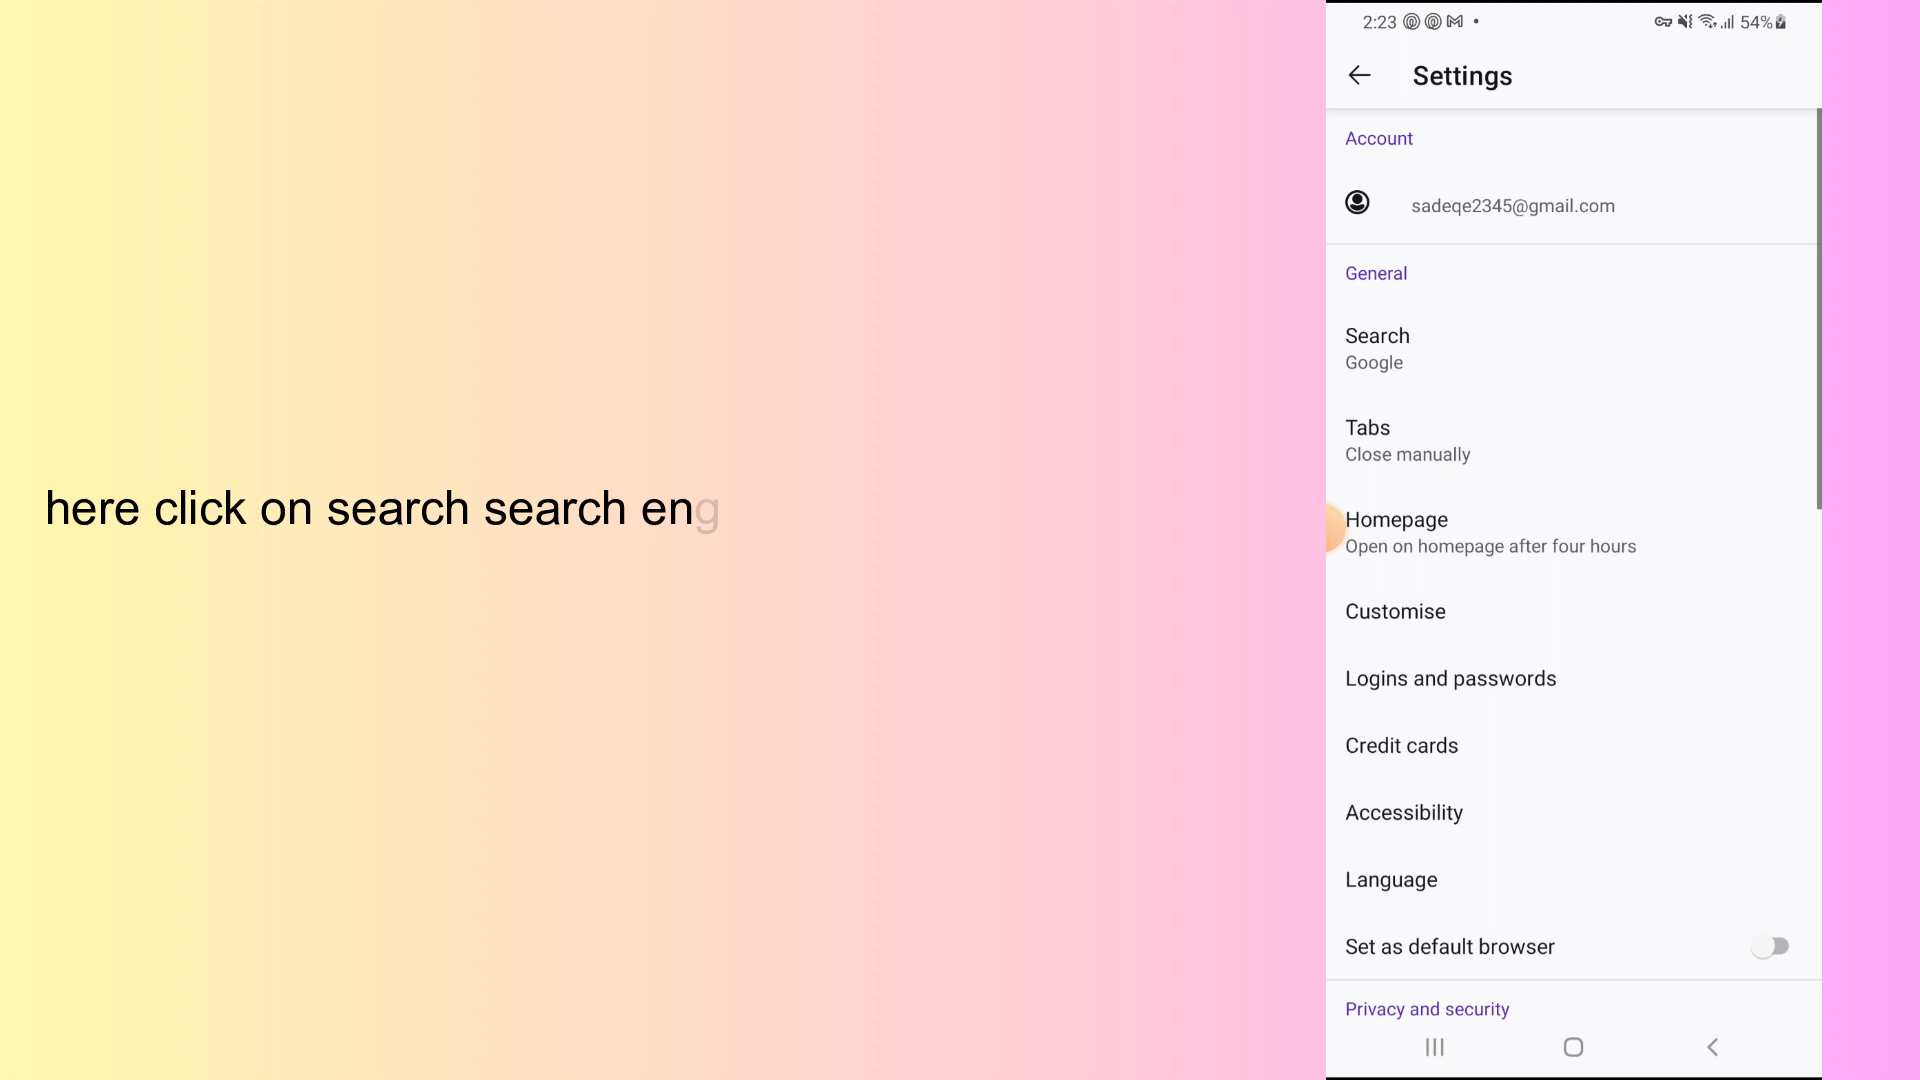 2:23
54%
Settings
Account
sadeqe2345@gmail.com
General
Search
Google
Tabs
Close manually
here click on search search eng
Homepage
Open on homepage after four hours
Customise
Logins and passwords
Credit cards
Accessibility
Language
Set as default browser
Privacy and security